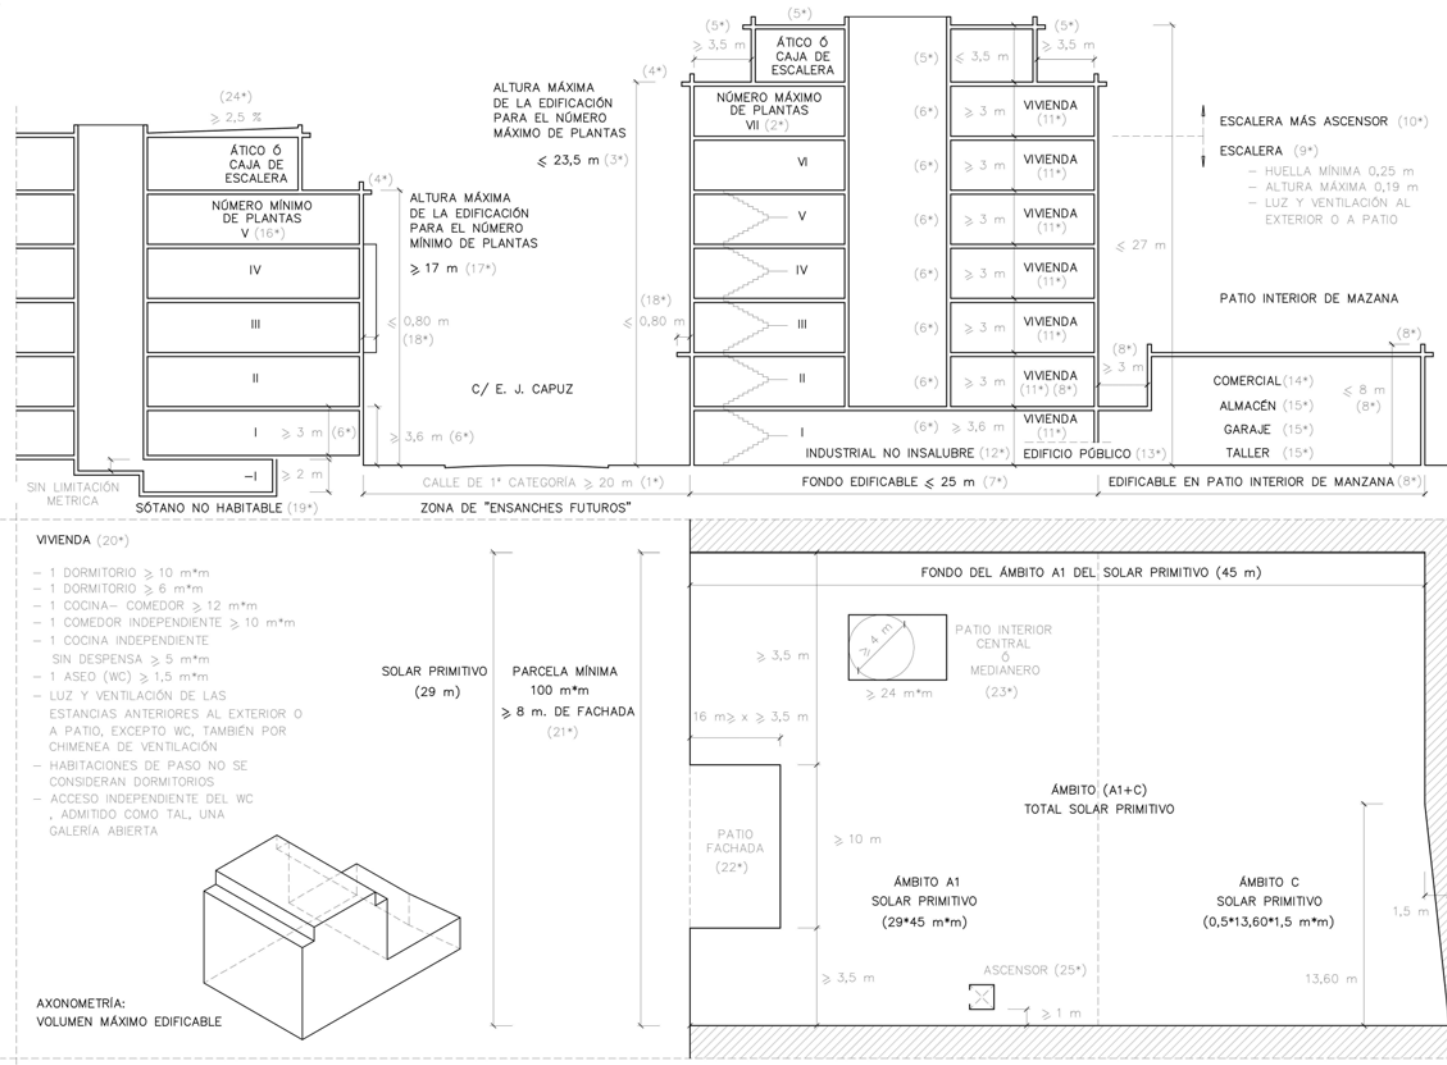 (24*)
≥ 2,5 %
ÁTICO Ó
CAJA DE
ESCALERA
(4*)
NÚMERO MÍNIMO
DE PLANTAS
V (16*)
IV
III
II
I
≥ 3 m (6*)
-I
≥ 2 m
SIN LIMITACIÓN
METRICA
SÓTANO NO HABITABLE (19*)
ALTURA MÁXIMA
DE LA EDIFICACIÓN
PARA EL NÚMERO
MÍNIMO DE PLANTAS
≥ 17 m (17*)
≤ 0,80 m
(18*)
≥ 3,6 m (6*)
ALTURA MÁXIMA
DE LA EDIFICACIÓN
PARA EL NÚMERO
MÁXIMO DE PLANTAS
≤ 23,5 m (3*)
(4*)
(18*)
≤ 0,80 m
C/ E. J. CAPUZ
CALLE DE 1ª CATEGORÍA ≥ 20 m (1*)
ZONA DE "ENSANCHES FUTUROS"
(5*)
(5*)
(5*)
≥ 3,5 m
ÁTICO Ó
CAJA DE
ESCALERA
(5*)
≤ 3,5 m
≥ 3,5 m
NÚMERO MÁXIMO
DE PLANTAS
VII (2*)
(6*)
≥ 3 m
VIVIENDA
(11*)
VI
(6*)
≥ 3 m
VIVIENDA
(11*)
V
(6*)
≥ 3 m
VIVIENDA
(11*)
IV
(6*)
≥ 3 m
VIVIENDA
(11*)
III
(6*)
≥ 3 m
VIVIENDA
(11*)
II
(6*)
≥ 3 m
VIVIENDA
(11*) (8*)
I
(6*)
≥ 3,6 m
VIVIENDA
(11*)
INDUSTRIAL NO INSALUBRE (12*)
EDIFICIO PÚBLICO (13*)
FONDO EDIFICABLE ≤ 25 m (7*)
EDIFICABLE EN PATIO INTERIOR DE MANZANA (8*)
≤ 27 m
ESCALERA MÁS ASCENSOR (10*)
ESCALERA (9*)
– HUELLA MÍNIMA 0,25 m
– ALTURA MÁXIMA 0,19 m
– LUZ Y VENTILACIÓN AL
EXTERIOR O A PATIO
PATIO INTERIOR DE MAZANA
(8*)
≥ 3 m
(8*)
COMERCIAL (14*)
ALMACÉN (15*)
GARAJE (15*)
TALLER (15*)
≤ 8 m
(8*)
VIVIENDA (20*)
– 1 DORMITORIO ≥ 10 m*m
– 1 DORMITORIO ≥ 6 m*m
– 1 COCINA– COMEDOR ≥ 12 m*m
– 1 COMEDOR INDEPENDIENTE ≥ 10 m*m
– 1 COCINA INDEPENDIENTE
SIN DESPENSA ≥ 5 m*m
– 1 ASEO (WC) ≥ 1,5 m*m
– LUZ Y VENTILACIÓN DE LAS
ESTANCIAS ANTERIORES AL EXTERIOR O
A PATIO, EXCEPTO WC, TAMBIÉN POR
CHIMENEA DE VENTILACIÓN
– HABITACIONES DE PASO NO SE
CONSIDERAN DORMITORIOS
– ACCESO INDEPENDIENTE DEL WC
, ADMITIDO COMO TAL, UNA
GALERÍA ABIERTA
AXONOMETRÍA:
VOLUMEN MÁXIMO EDIFICABLE
SOLAR PRIMITIVO
(29 m)
PARCELA MÍNIMA
100 m*m
≥ 8 m. DE FACHADA
(21*)
FONDO DEL ÁMBITO A1 DEL SOLAR PRIMITIVO (45 m)
≥ 4 m
PATIO INTERIOR
CENTRAL
Ó
MEDIANERO
(23*)
≥ 24 m*m
≥ 3,5 m
16 m≥ x ≥ 3,5 m
PATIO
FACHADA
(22*)
≥ 10 m
ÁMBITO (A1+C)
TOTAL SOLAR PRIMITIVO
ÁMBITO A1
SOLAR PRIMITIVO
(29*45 m*m)
ÁMBITO C
SOLAR PRIMITIVO
(0,5*13,60*1,5 m*m)
1,5 m
≥ 3,5 m
ASCENSOR (25*)
≥ 1 m
13,60 m